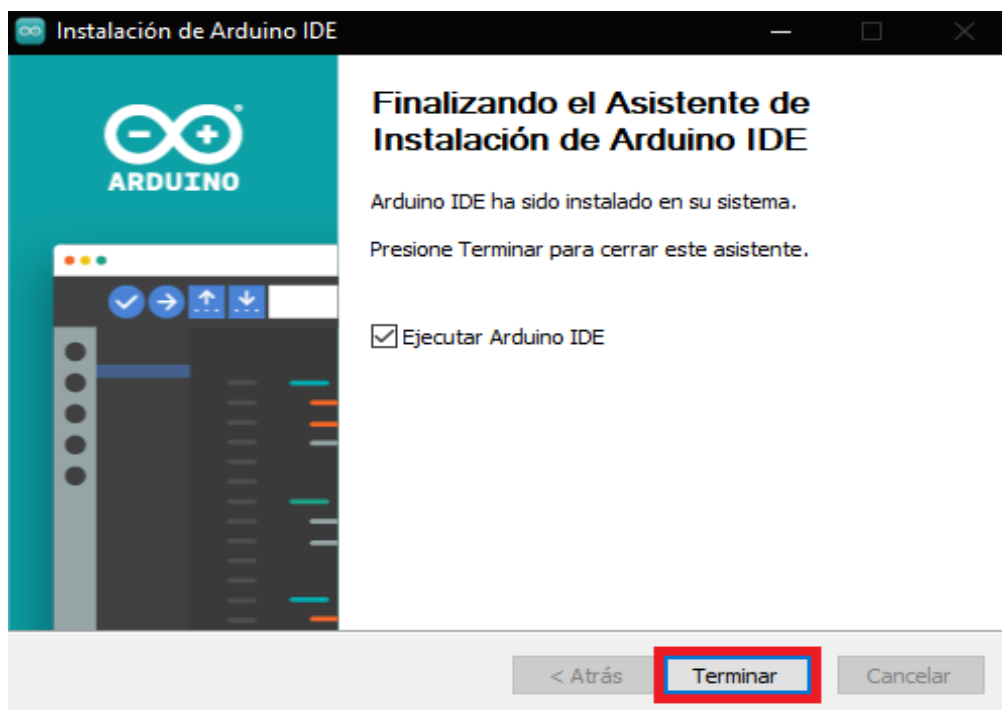 Instalación de Arduino IDE
ARDUINO
Finalizando el Asistente de
Instalación de Arduino IDE
Arduino IDE ha sido instalado en su sistema.
Presione Terminar para cerrar este asistente.
Ejecutar Arduino IDE
< Atrás Terminar Cancelar